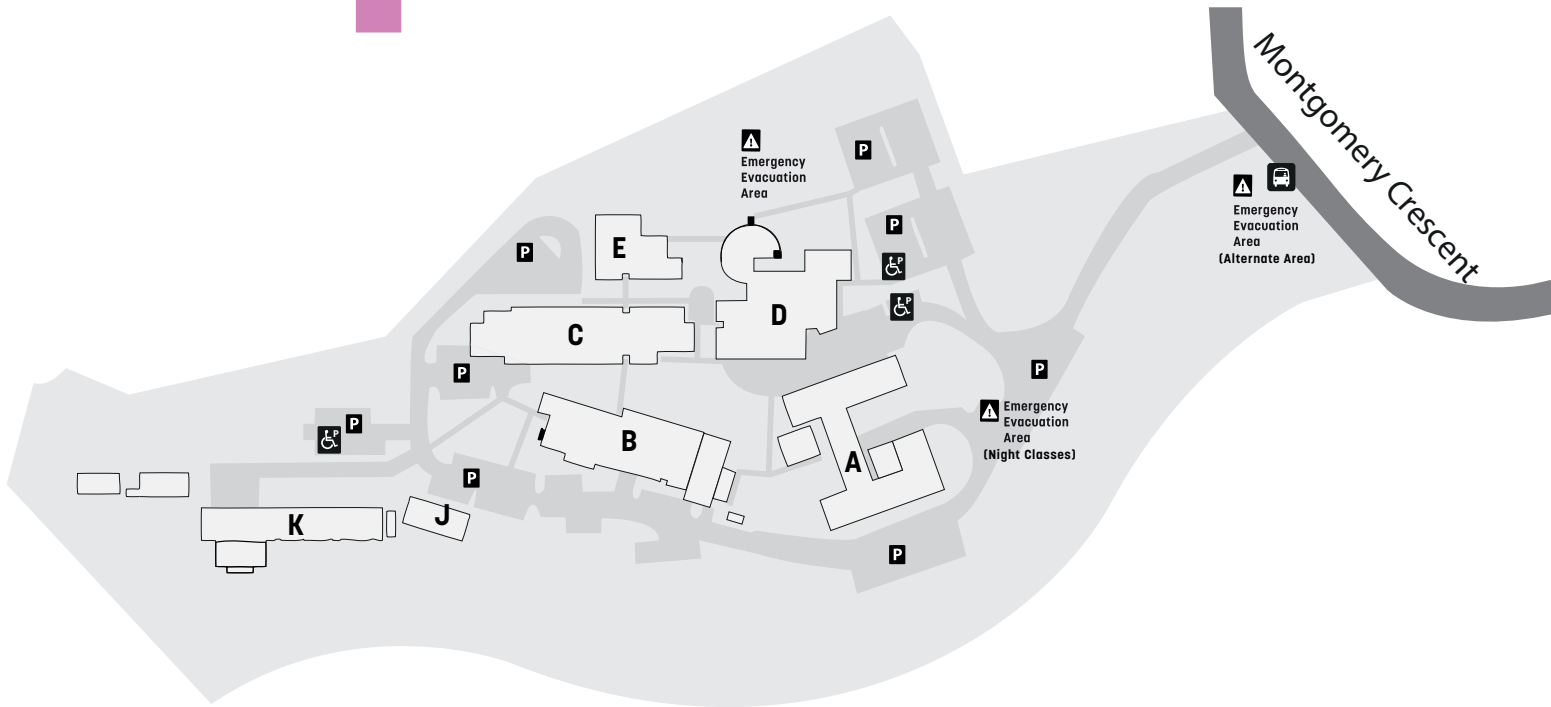 Montgomery Crescent
P
Emergency
Evacuation
Area
Emergency
Evacuation
Area
(Alternate Area)
P
P
P
E
P
D
C
P
P
P
Emergency
Evacuation
Area
(Night Classes)
P
P
B
A
P
J
K
P